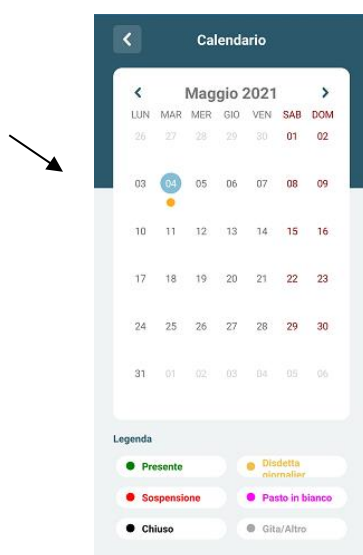 Calendario
Maggio 2021
LUN MAR MER GIO VEN SAB DOM
26 27 28 29 30 01 02
03 04 05 06 07 08 09
10 11 12 13 14 15 16
17 18 19 20 21 22 23
24 25 26 27 28 29 30
31 01 02 03 04 05 06
Legenda
Presente
Disdetta
giornalier
Sospensione
Pasto in bianco
Chiuso
Gita/Altro